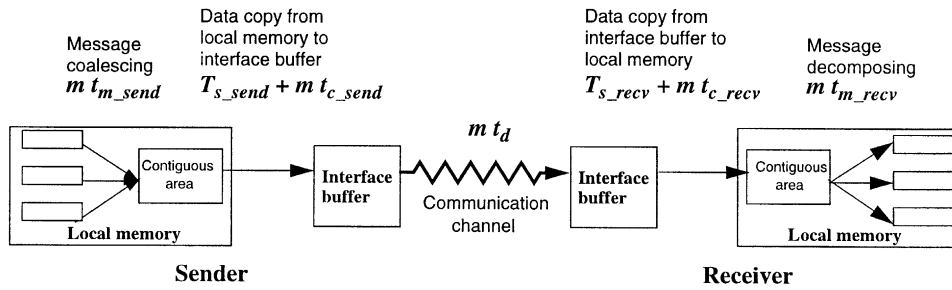 Message
coalescing
m t_m_send
Data copy from
local memory to
interface buffer
T_s_send + m t_c_send
Data copy from
interface buffer to
local memory
T_s_recv + m t_c_recv
Message
decomposing
m t_m_recv
m t_d
Contiguous
area
Local memory
Interface
buffer
Communication
channel
Interface
buffer
Contiguous
area
Local memory
Sender
Receiver